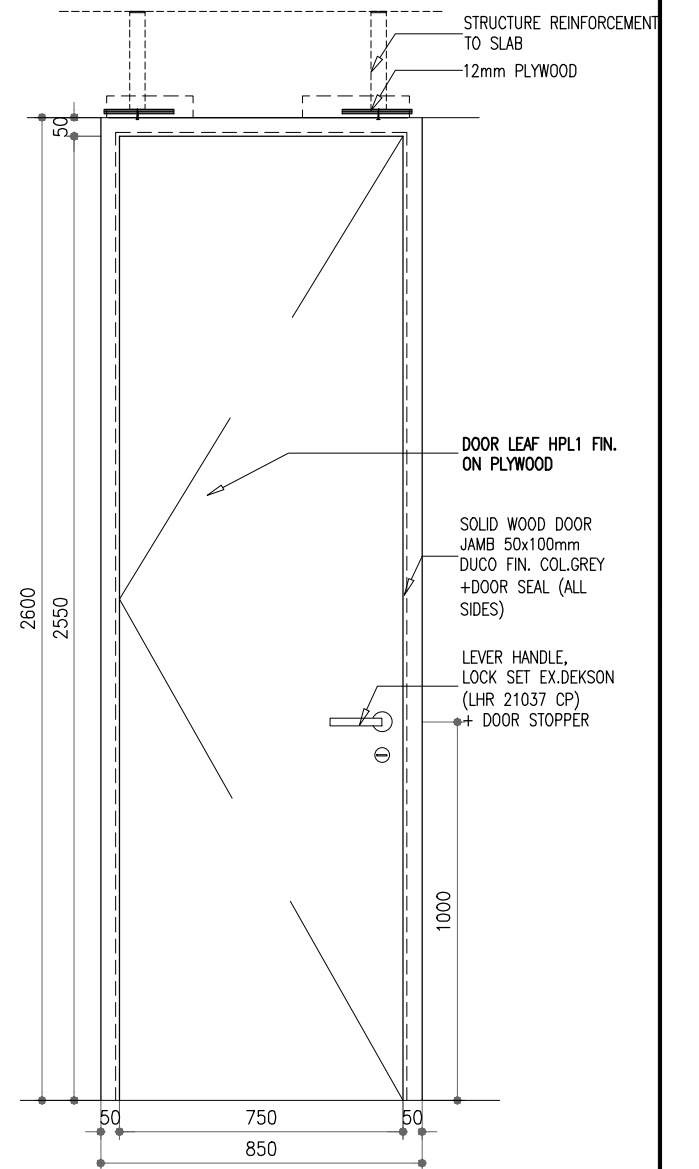 STRUCTURE REINFORCEMENT
TO SLAB
12mm PLYWOOD
50
DOOR LEAF HPL1 FIN.
ON PLYWOOD
SOLID WOOD DOOR
JAMB 50x100mm
DUCO FIN. COL.GREY
+DOOR SEAL (ALL
SIDES)
2600
2550
LEVER HANDLE,
LOCK SET EX.DEKSON
(LHR 21037 CP)
+ DOOR STOPPER
1000
50 750 50
850